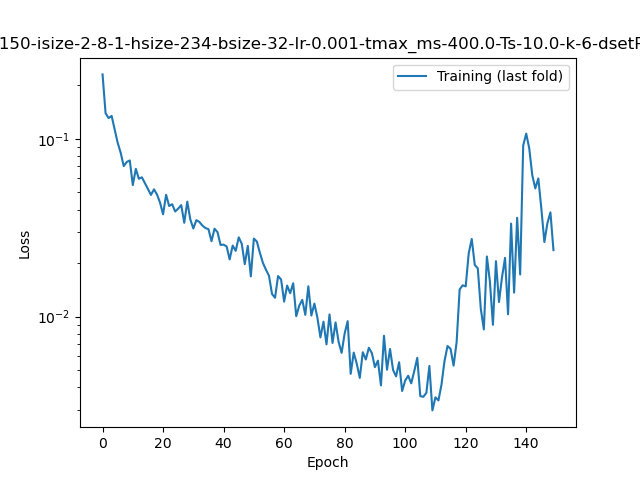 150-isize-2-8-1-hsize-234-bsize-32-lr-0.001-tmax_ms-400.0-Ts-10.0-k-6-dsetF
Training (last fold)
10⁻¹
10⁻²
Loss
0 20 40 60 80 100 120 140
Epoch